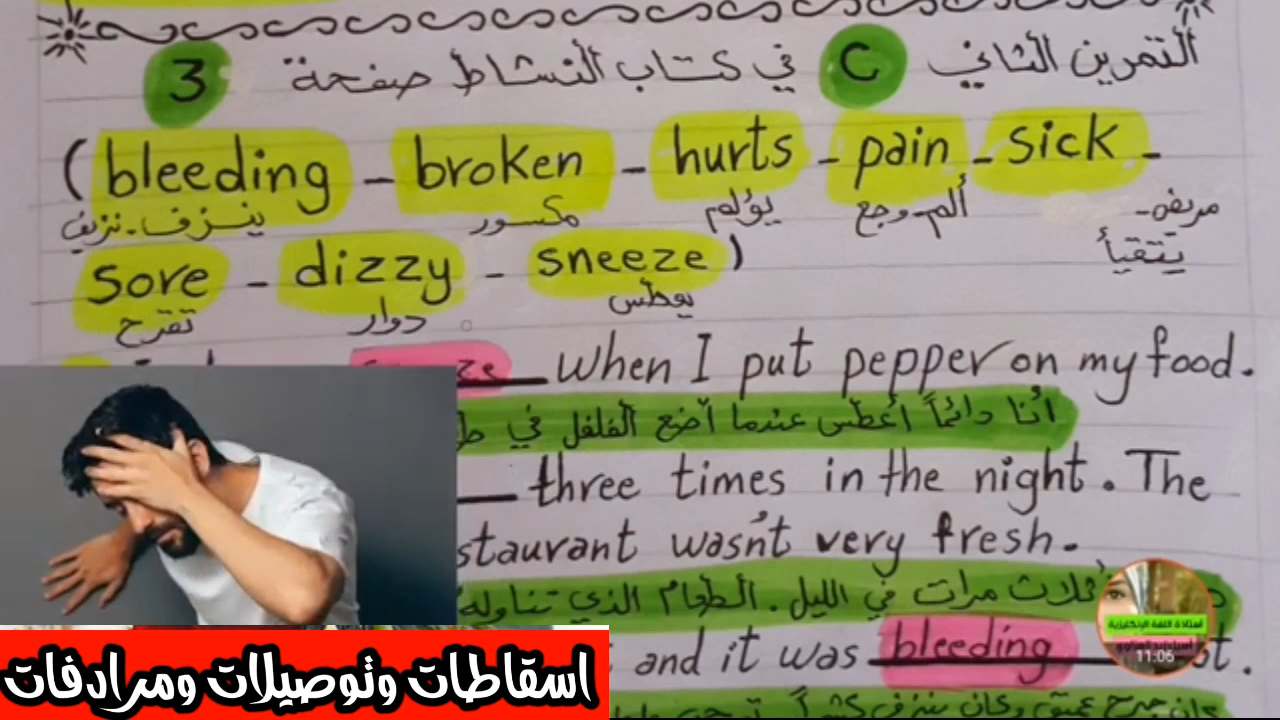 التمرين الثاني C في كتاب النشاط صفحة 3
( bleeding - broken - hurts - pain - sick -
ينزف - نزيف مكسور يؤلم ألم - وجع مريض - يتقيأ
sore - dizzy - sneeze )
تقرح دوار يعطس
when I put pepper on my food.
أنا دائماً أعطس عندما أضع الفلفل في
three times in the night. The
wasn't very fresh.
ثلاث مرات في الليل. الطعام الذي
and it was bleeding
11:06
اسقاطات وتوصيلات ومرادفات